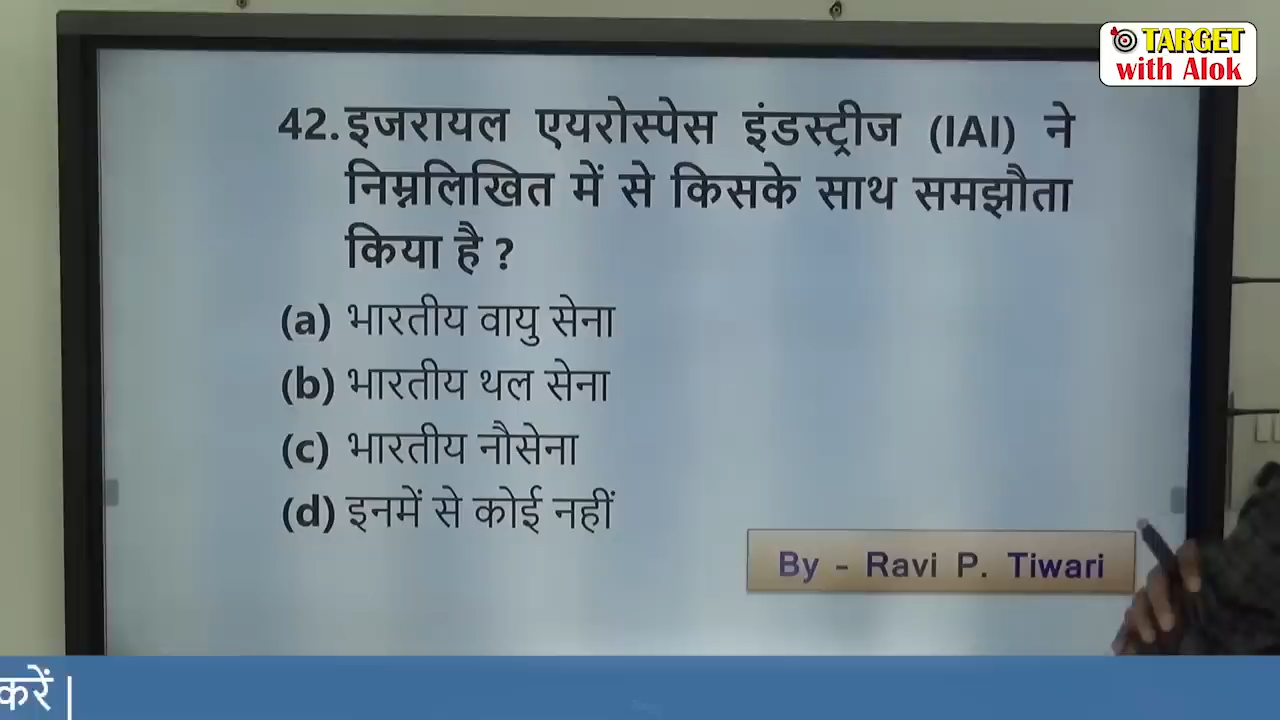 TARGET
with Alok
42. इजरायल एयरोस्पेस इंडस्ट्रीज (IAI) ने
निम्नलिखित में से किसके साथ समझौता
किया है ?
(a) भारतीय वायु सेना
(b) भारतीय थल सेना
(c) भारतीय नौसेना
(d) इनमें से कोई नहीं
By - Ravi P. Tiwari
करें |